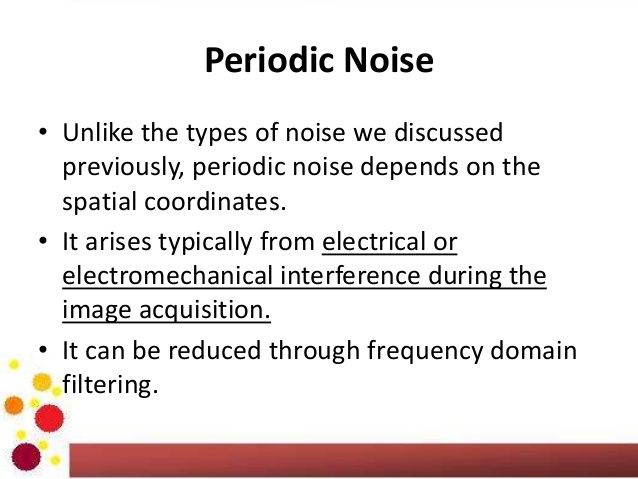 Periodic Noise
• Unlike the types of noise we discussed
previously, periodic noise depends on the
spatial coordinates.
• It arises typically from electrical or
electromechanical interference during the
image acquisition.
• It can be reduced through frequency domain
filtering.